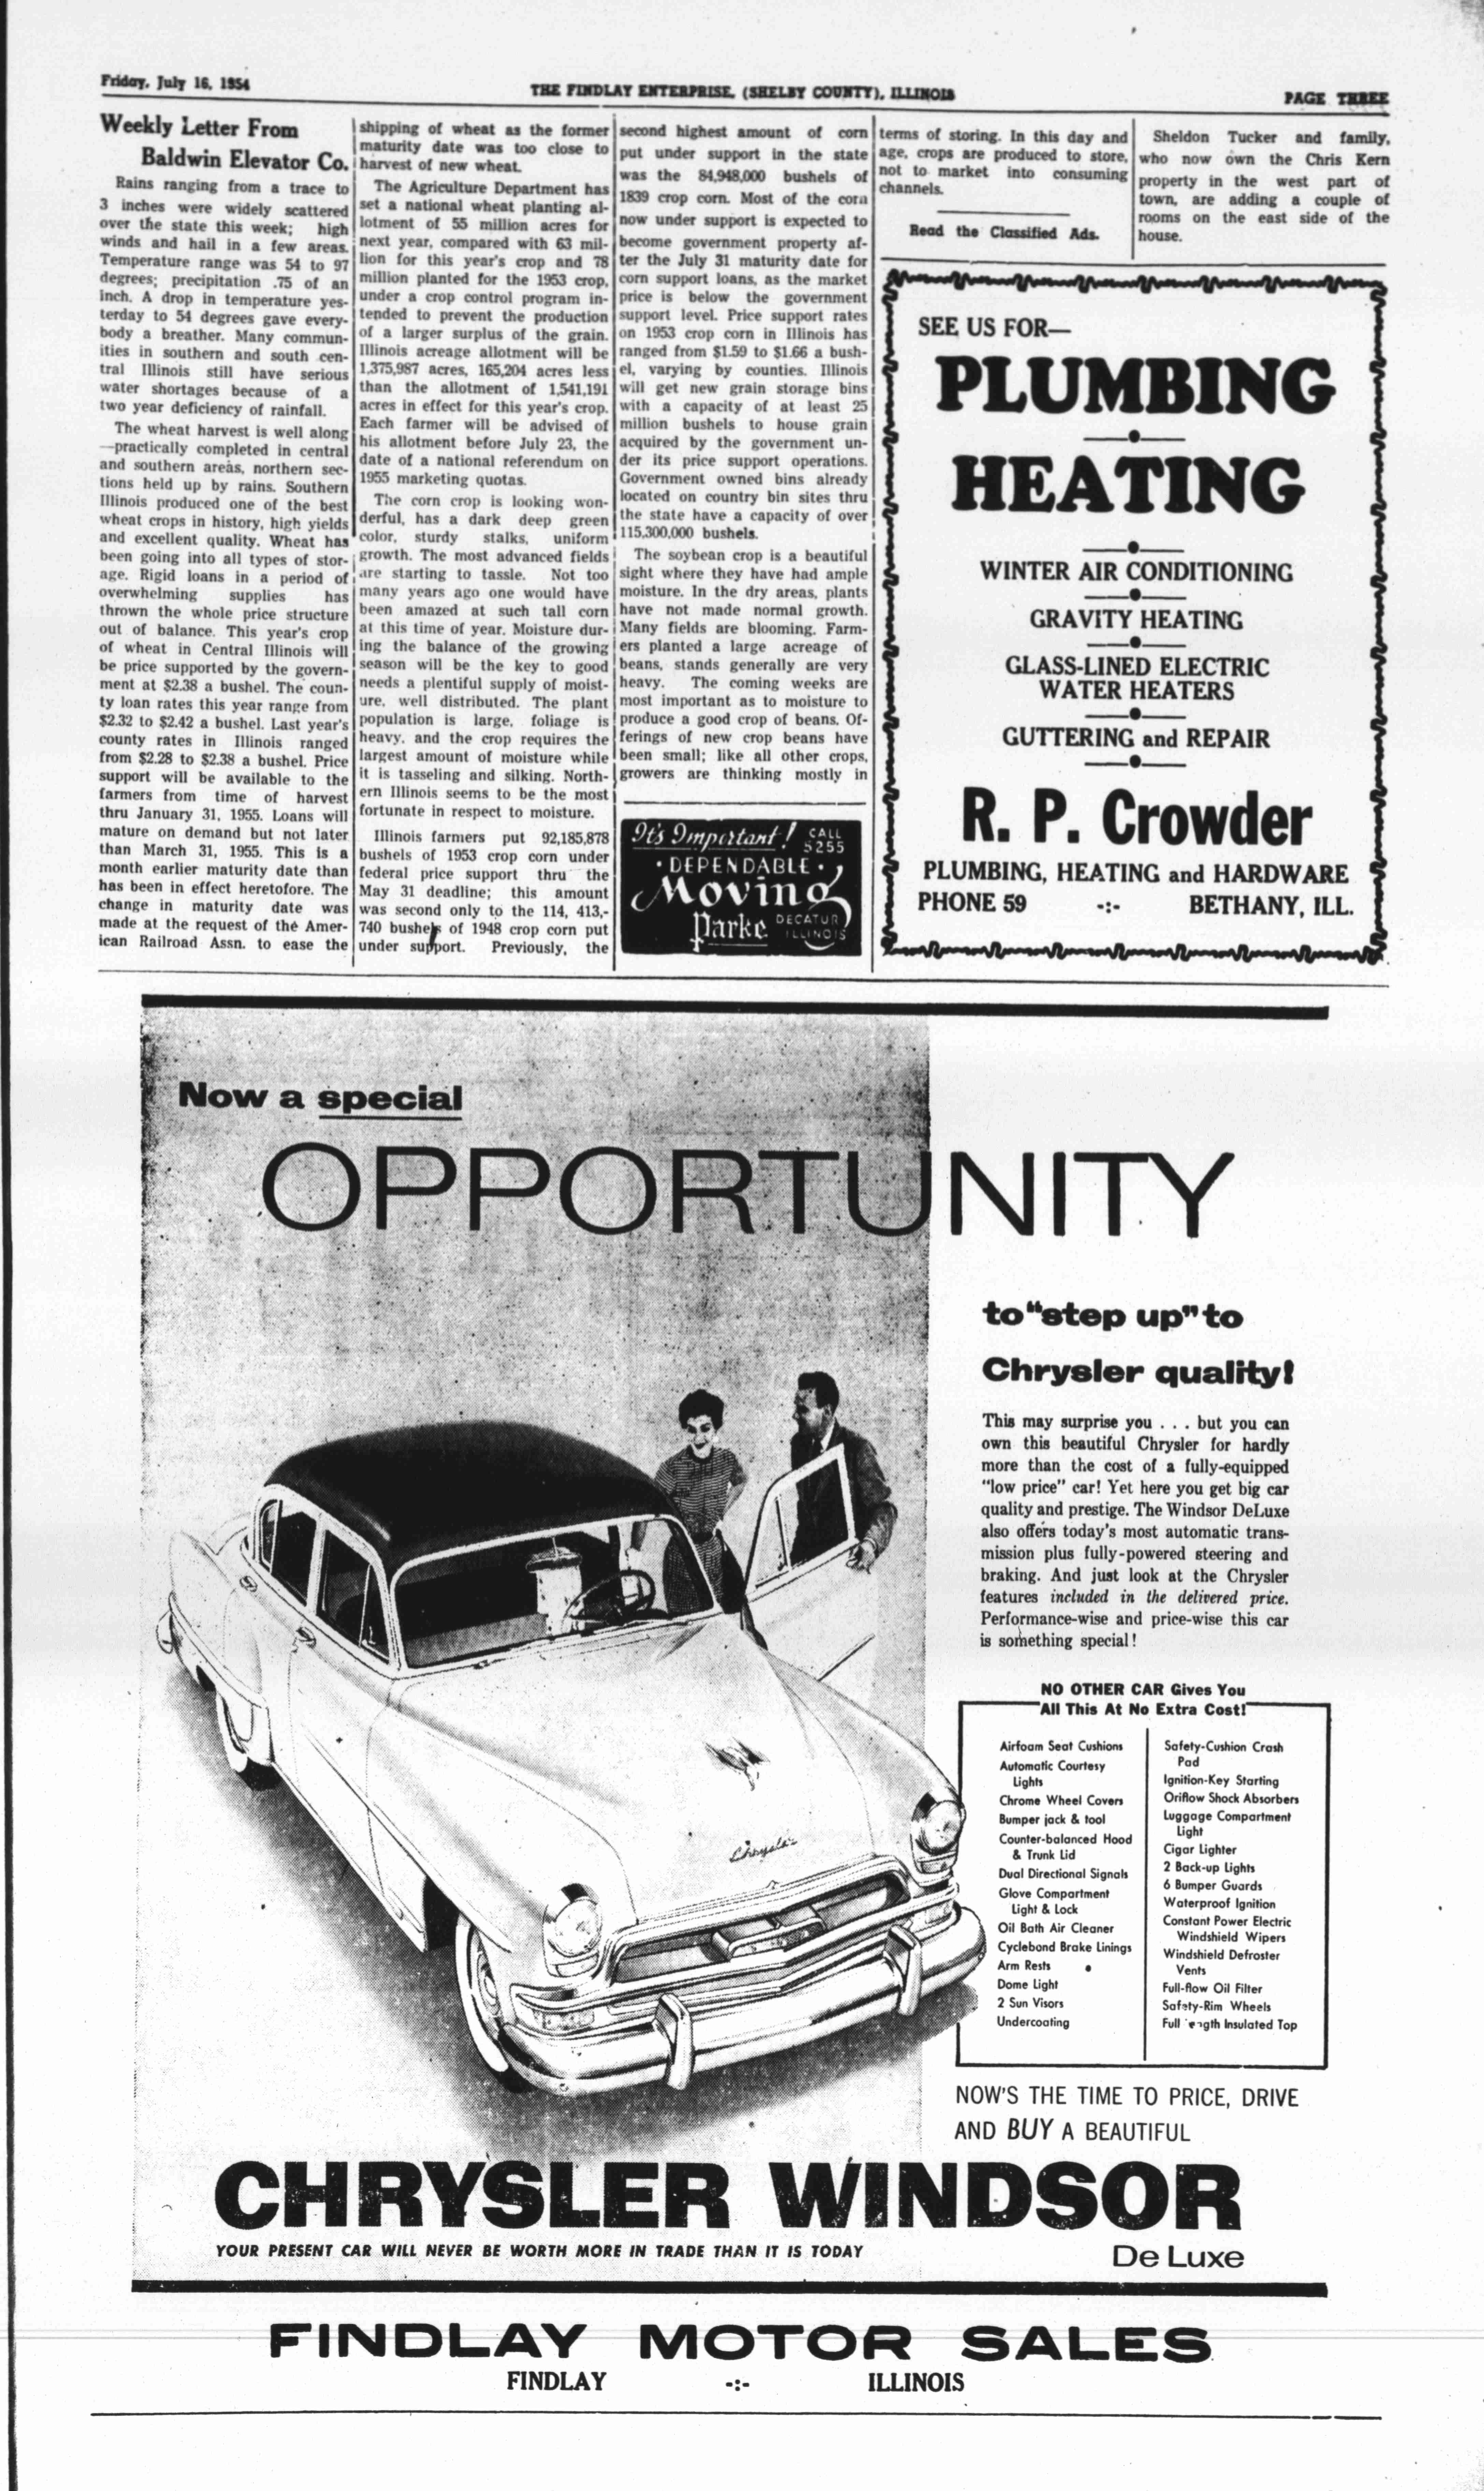 Friday, July 16, 1954
THE FINDLAY ENTERPRISE, (SHELBY COUNTY), ILLINOIS
PAGE THREE
Weekly Letter From
Baldwin Elevator Co.
Rains ranging from a trace to
3 inches were widely scattered
over the state this week; high
winds and hail in a few areas.
Temperature range was 54 to 97
degrees; precipitation .75 of an
inch. A drop in temperature yes-
terday to 54 degrees gave every-
body a breather. Many commun-
ities in southern and south cen-
tral Illinois still have serious
water shortages because of a
two year deficiency of rainfall.
The wheat harvest is well along
—practically completed in central
and southern areas, northern sec-
tions held up by rains. Southern
Illinois produced one of the best
wheat crops in history, high yields
and excellent quality. Wheat has
been going into all types of stor-
age. Rigid loans in a period of
overwhelming supplies has
thrown the whole price structure
out of balance. This year's crop
of wheat in Central Illinois will
be price supported by the govern-
ment at $2.38 a bushel. The coun-
ty loan rates this year range from
$2.32 to $2.42 a bushel. Last year's
county rates in Illinois ranged
from $2.28 to $2.38 a bushel. Price
support will be available to the
farmers from time of harvest
thru January 31, 1955. Loans will
mature on demand but not later
than March 31, 1955. This is a
month earlier maturity date than
has been in effect heretofore. The
change in maturity date was
made at the request of the Amer-
ican Railroad Assn. to ease the
shipping of wheat as the former
maturity date was too close to
harvest of new wheat.
The Agriculture Department has
set a national wheat planting al-
lotment of 55 million acres for
next year, compared with 63 mil-
lion for this year's crop and 78
million planted for the 1953 crop,
under a crop control program in-
tended to prevent the production
of a larger surplus of the grain.
Illinois acreage allotment will be
1,375,987 acres, 165,204 acres less
than the allotment of 1,541,191
acres in effect for this year's crop.
Each farmer will be advised of
his allotment before July 23, the
date of a national referendum on
1955 marketing quotas.
The corn crop is looking won-
derful, has a dark deep green
color, sturdy stalks, uniform
growth. The most advanced fields
are starting to tassle. Not too
many years ago one would have
been amazed at such tall corn
at this time of year. Moisture dur-
ing the balance of the growing
season will be the key to good
needs a plentiful supply of moist-
ure, well distributed. The plant
population is large, foliage is
heavy, and the crop requires the
largest amount of moisture while
it is tasseling and silking. North-
ern Illinois seems to be the most
fortunate in respect to moisture.
Illinois farmers put 92,185,878
bushels of 1953 crop corn under
federal price support thru the
May 31 deadline; this amount
was second only to the 114, 413,-
740 bushels of 1948 crop corn put
under support. Previously, the
second highest amount of corn
put under support in the state
was the 84,948,000 bushels of
1839 crop corn. Most of the corn
now under support is expected to
become government property af-
ter the July 31 maturity date for
corn support loans, as the market
price is below the government
support level. Price support rates
on 1953 crop corn in Illinois has
ranged from $1.59 to $1.66 a bush-
el, varying by counties. Illinois
will get new grain storage bins
with a capacity of at least 25
million bushels to house grain
acquired by the government un-
der its price support operations.
Government owned bins already
located on country bin sites thru
the state have a capacity of over
115,300,000 bushels.
The soybean crop is a beautiful
sight where they have had ample
moisture. In the dry areas, plants
have not made normal growth.
Many fields are blooming. Farm-
ers planted a large acreage of
beans, stands generally are very
heavy. The coming weeks are
most important as to moisture to
produce a good crop of beans. Of-
ferings of new crop beans have
been small; like all other crops,
growers are thinking mostly in
terms of storing. In this day and
age, crops are produced to store,
not to market into consuming
channels.
Read the Classified Ads.
Sheldon Tucker and family,
who now own the Chris Kern
property in the west part of
town, are adding a couple of
rooms on the east side of the
house.
It's Important! CALL
5255
• DEPENDABLE •
Moving
Parke DECATUR
ILLINOIS
SEE US FOR—
PLUMBING
HEATING
WINTER AIR CONDITIONING
GRAVITY HEATING
GLASS-LINED ELECTRIC
WATER HEATERS
GUTTERING and REPAIR
R. P. Crowder
PLUMBING, HEATING and HARDWARE
PHONE 59 -:- BETHANY, ILL.
Now a special
OPPORTUNITY
to "step up" to
Chrysler quality!
This may surprise you . . . but you can
own this beautiful Chrysler for hardly
more than the cost of a fully-equipped
"low price" car! Yet here you get big car
quality and prestige. The Windsor DeLuxe
also offers today's most automatic trans-
mission plus fully-powered steering and
braking. And just look at the Chrysler
features included in the delivered price.
Performance-wise and price-wise this car
is something special!
NO OTHER CAR Gives You
All This At No Extra Cost!
Airfoam Seat Cushions
Automatic Courtesy
Lights
Chrome Wheel Covers
Bumper jack & tool
Counter-balanced Hood
& Trunk Lid
Dual Directional Signals
Glove Compartment
Light & Lock
Oil Bath Air Cleaner
Cyclebond Brake Linings
Arm Rests
Dome Light
2 Sun Visors
Undercoating
Safety-Cushion Crash
Pad
Ignition-Key Starting
Oriflow Shock Absorbers
Luggage Compartment
Light
Cigar Lighter
2 Back-up Lights
6 Bumper Guards
Waterproof Ignition
Constant Power Electric
Windshield Wipers
Windshield Defroster
Vents
Full-flow Oil Filter
Safety-Rim Wheels
Full length Insulated Top
Chrysler
NOW'S THE TIME TO PRICE, DRIVE
AND BUY A BEAUTIFUL
CHRYSLER WINDSOR
YOUR PRESENT CAR WILL NEVER BE WORTH MORE IN TRADE THAN IT IS TODAY
De Luxe
FINDLAY MOTOR SALES
FINDLAY -:- ILLINOIS